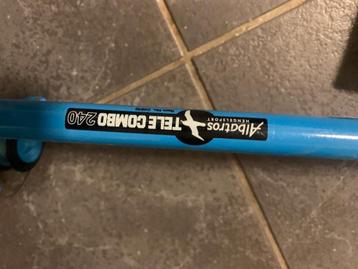 Albatros
HENGELSPORT
TELE COMBO 240